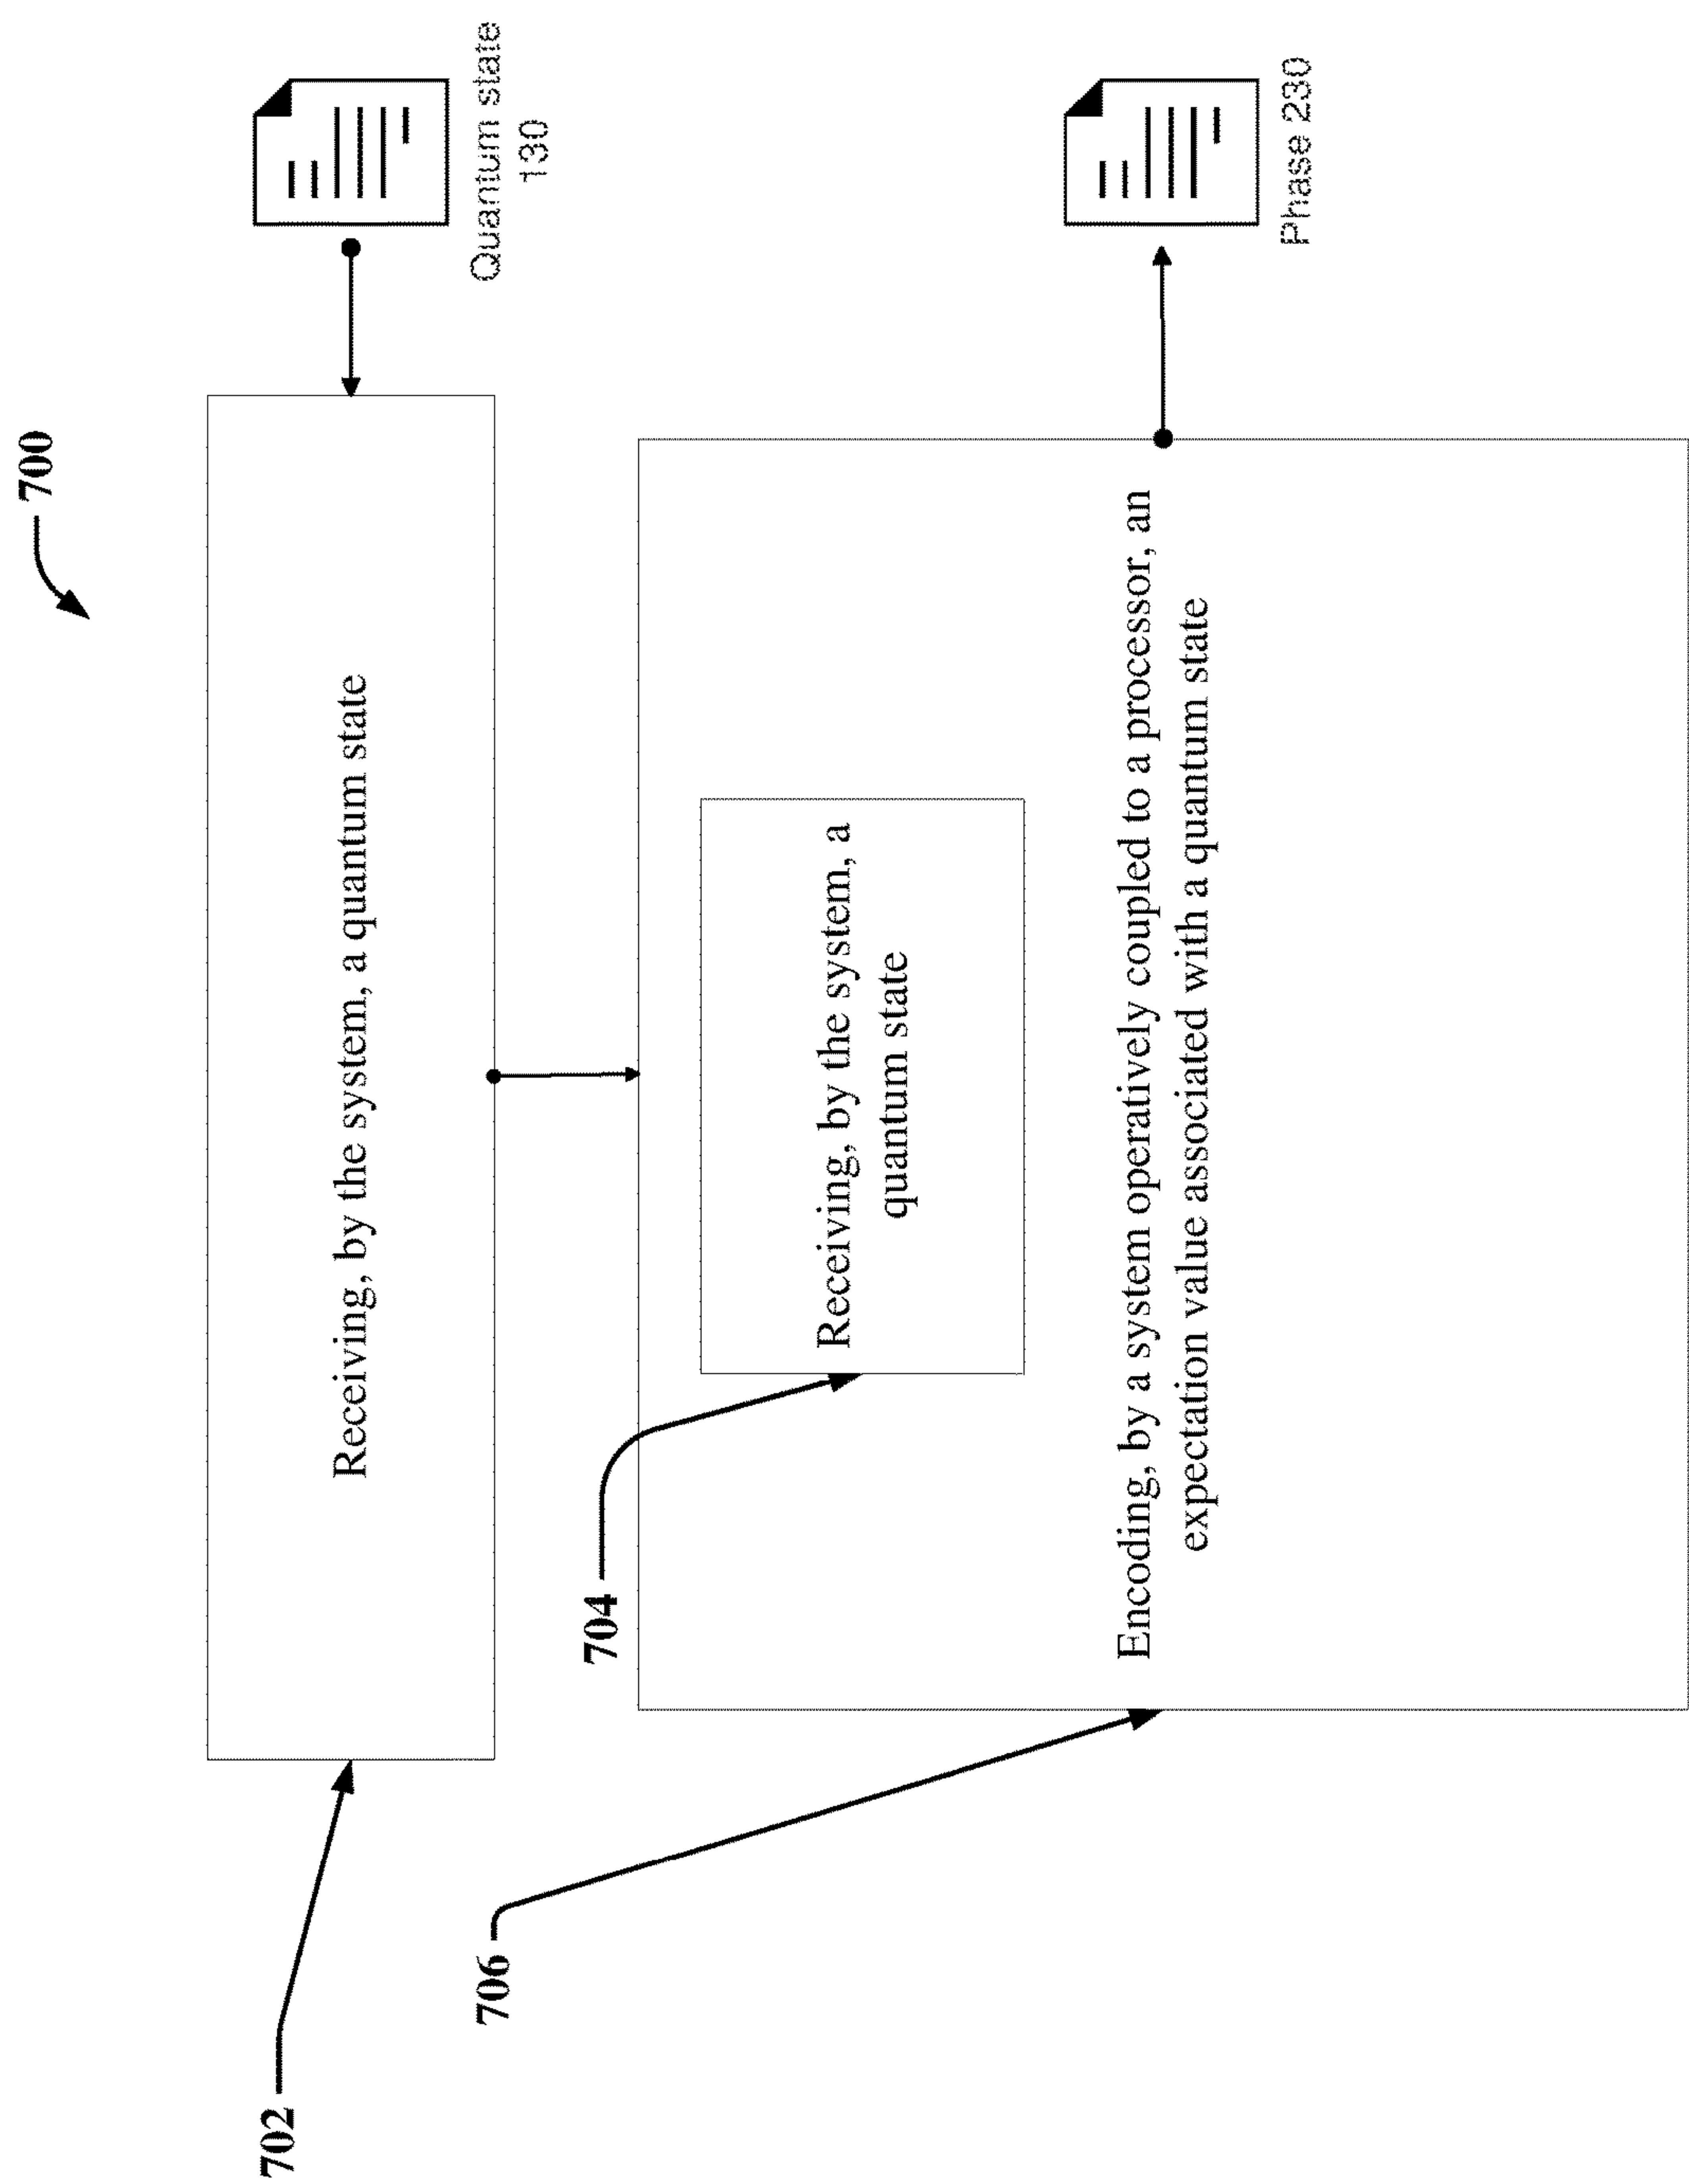 700
702
Receiving, by the system, a quantum state
Quantum state
130
704
Receiving, by the system, a
quantum state
706
Encoding, by a system operatively coupled to a processor, an
expectation value associated with a quantum state
Phase 230